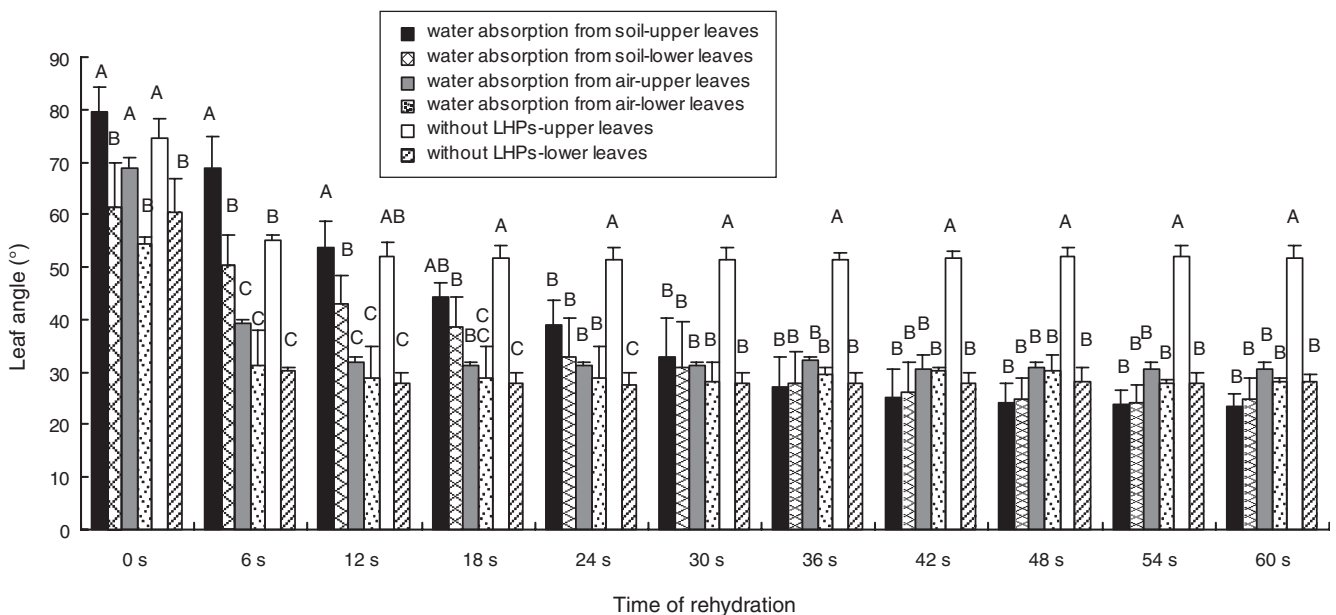 water absorption from soil-upper leaves
water absorption from soil-lower leaves
water absorption from air-upper leaves
water absorption from air-lower leaves
without LHPs-upper leaves
without LHPs-lower leaves
Leaf angle (°)
90
80
70
60
50
40
30
20
10
0
A B A B A B
A B C C B C
A B C C AB C
AB B BC C C A C
B B B B A C
B B B B A B
B B B B A B
B B B B A B
B B B B A B
B B B B A B
B B B B A B
0 s 6 s 12 s 18 s 24 s 30 s 36 s 42 s 48 s 54 s 60 s
Time of rehydration